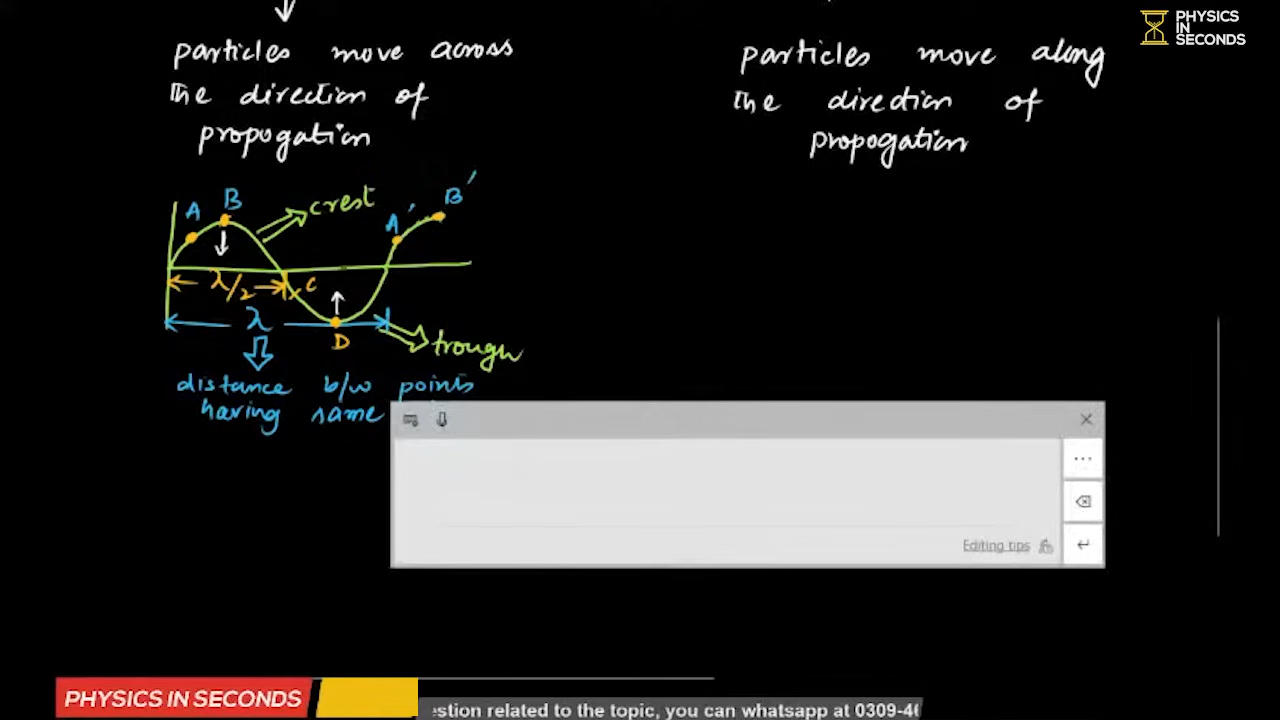 PHYSICS
IN
SECONDS
particles move across
the direction of
propogation
particles move along
the direction of
propogation
A B
crest
A' B'
λ/2
C
λ
D
trough
distance b/w points
having same
Editing tips
PHYSICS IN SECONDS
estion related to the topic, you can whatsapp at 0309-4